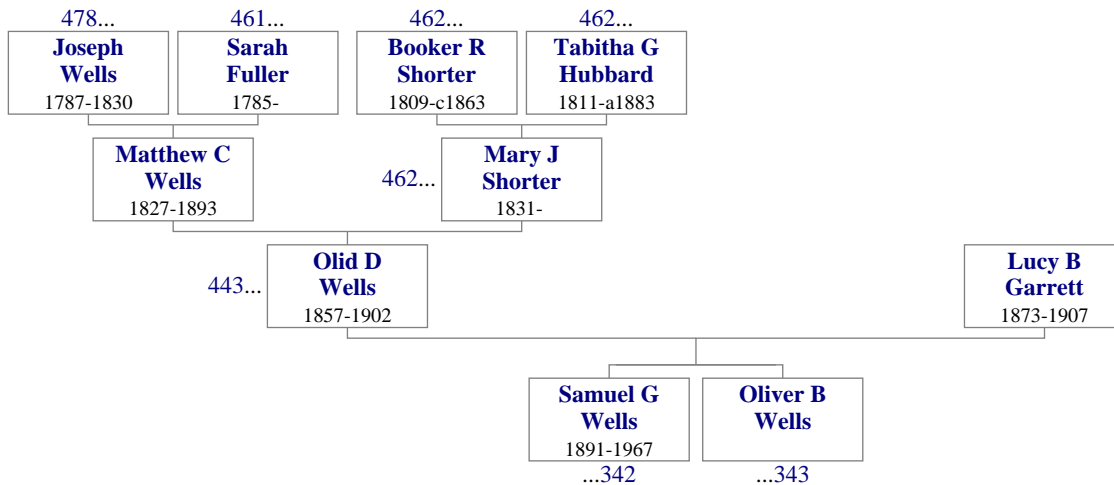 478...
461...
462...
462...
Joseph
Wells
1787-1830
Sarah
Fuller
1785-
Booker R
Shorter
1809-c1863
Tabitha G
Hubbard
1811-a1883
Matthew C
Wells
1827-1893
462...
Mary J
Shorter
1831-
443...
Olid D
Wells
1857-1902
Lucy B
Garrett
1873-1907
Samuel G
Wells
1891-1967
Oliver B
Wells
...342
...343